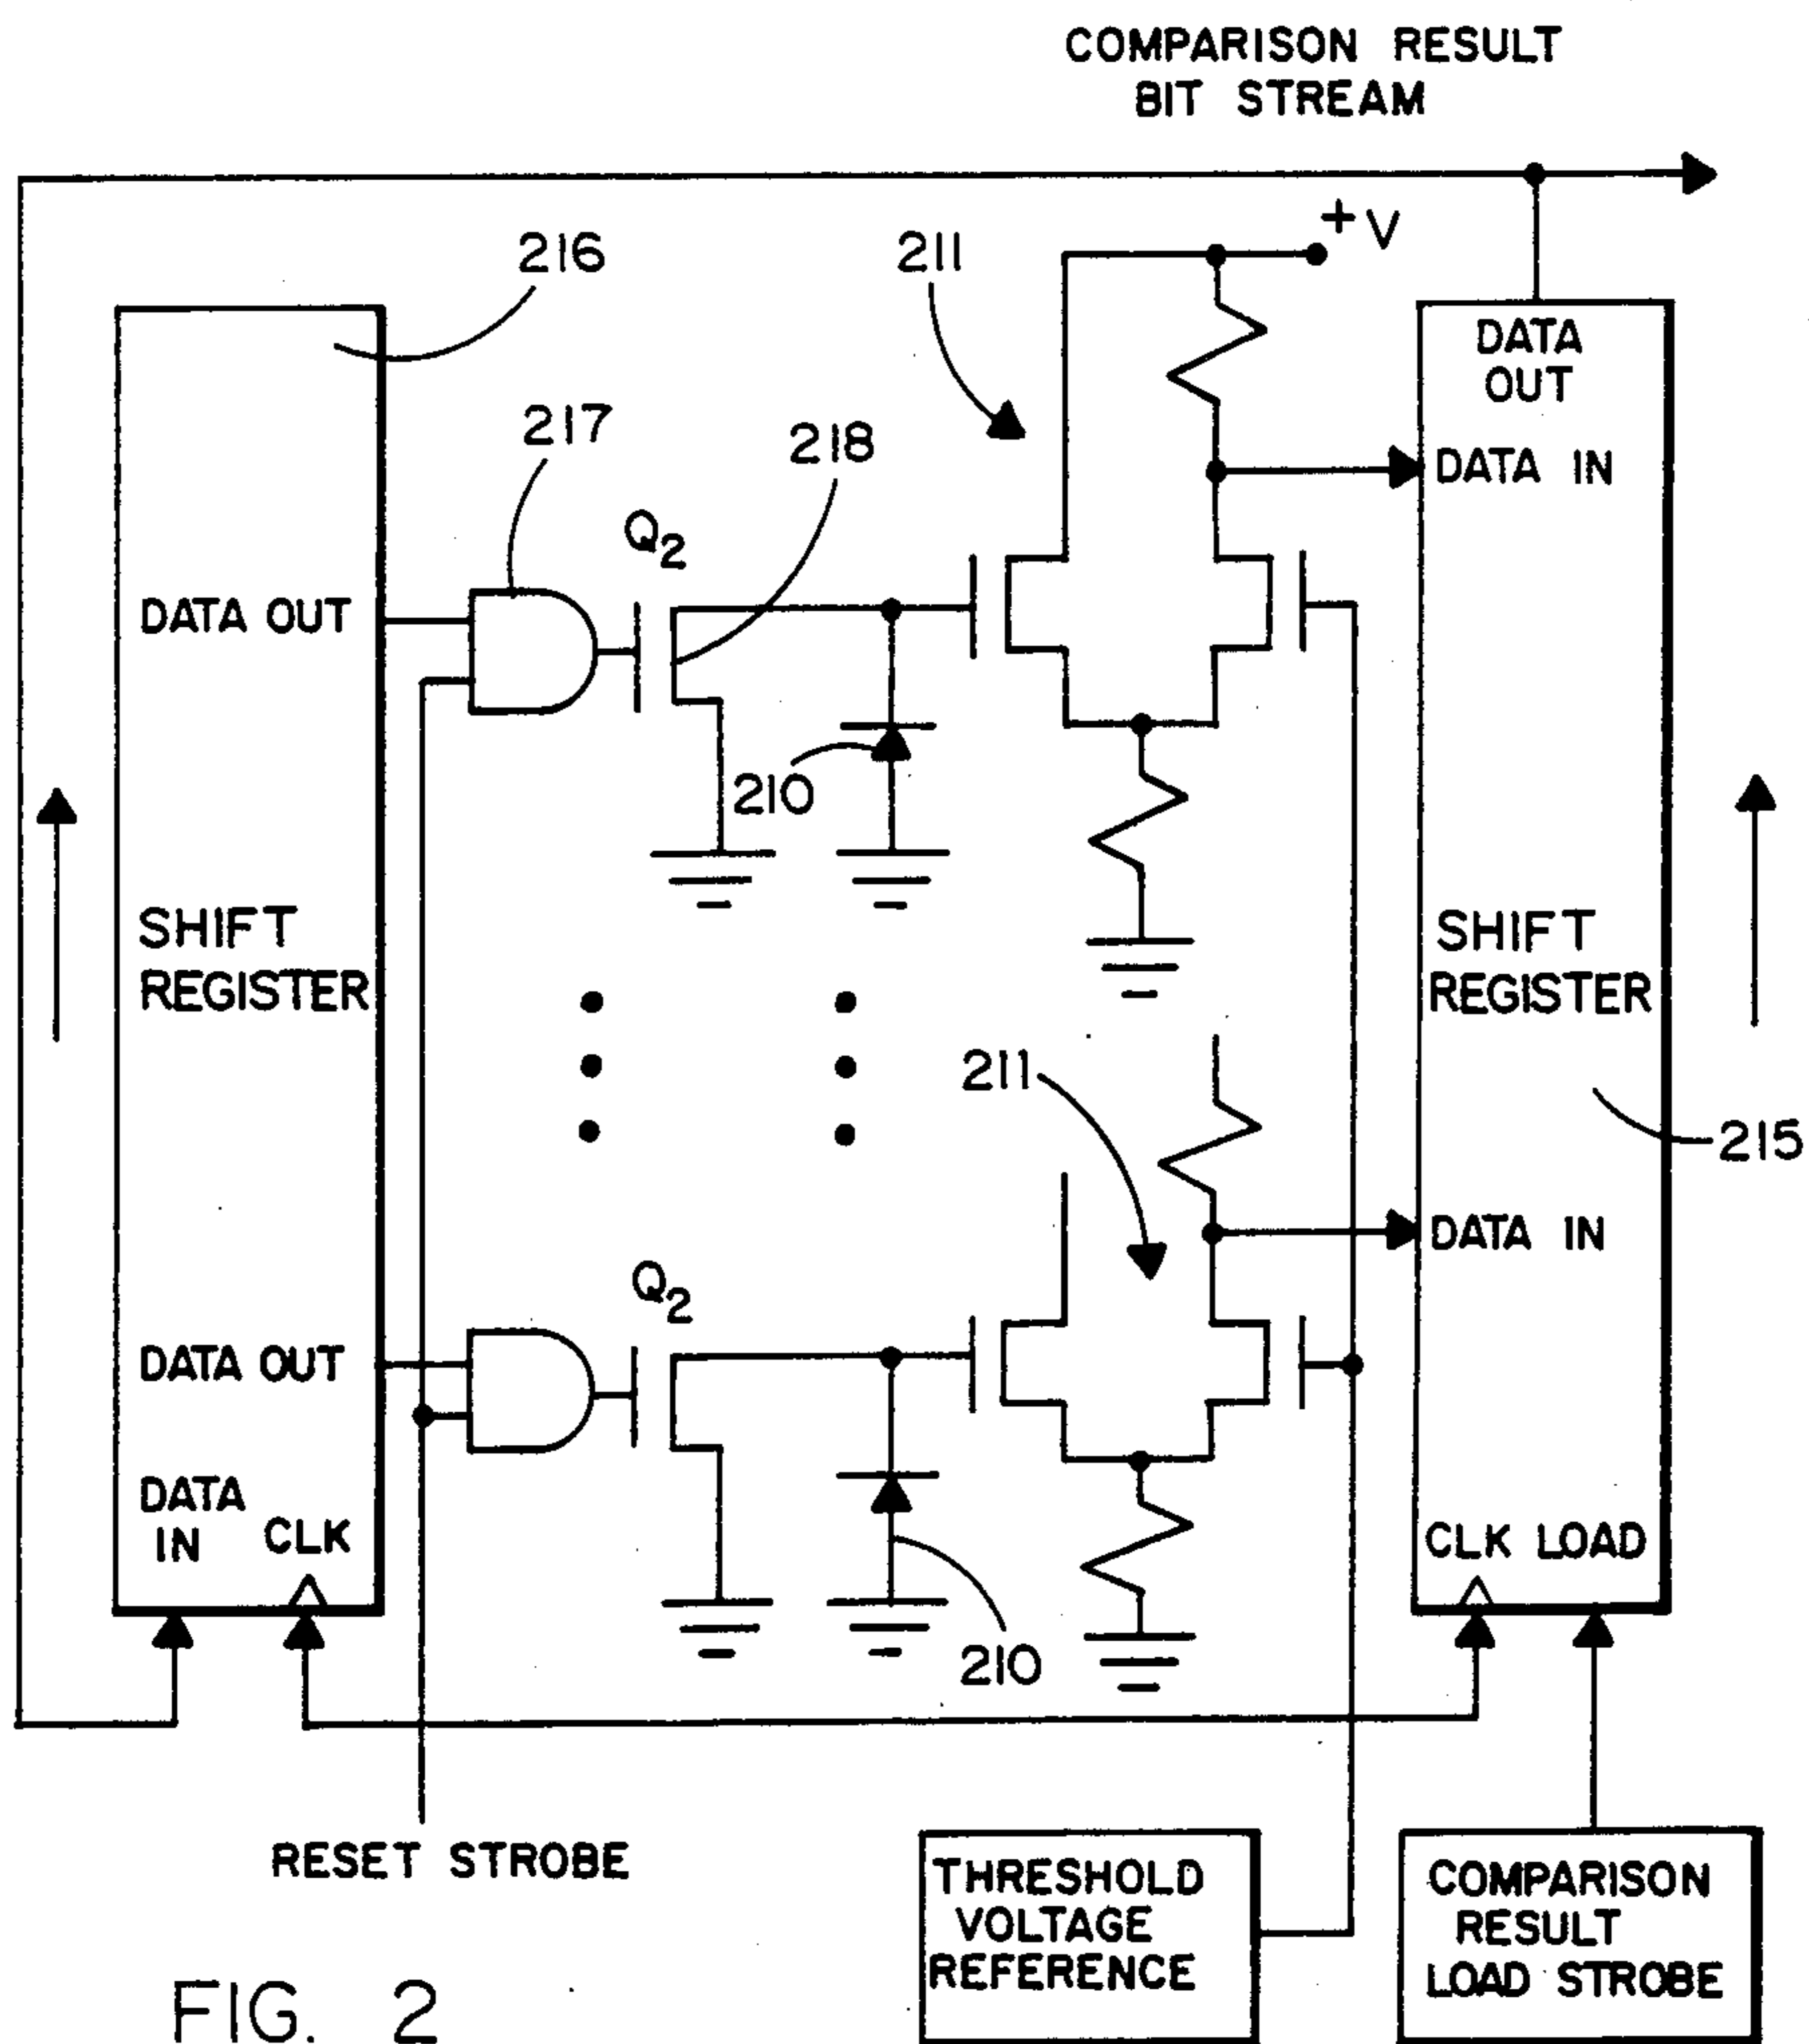 COMPARISON RESULT
BIT STREAM
+V
216
211
DATA
OUT
217
218
DATA IN
Q2
DATA OUT
210
SHIFT
REGISTER
SHIFT
REGISTER
211
215
DATA IN
Q2
DATA OUT
DATA
IN
CLK
CLK LOAD
210
RESET STROBE
THRESHOLD
VOLTAGE
REFERENCE
COMPARISON
RESULT
LOAD STROBE
FIG. 2